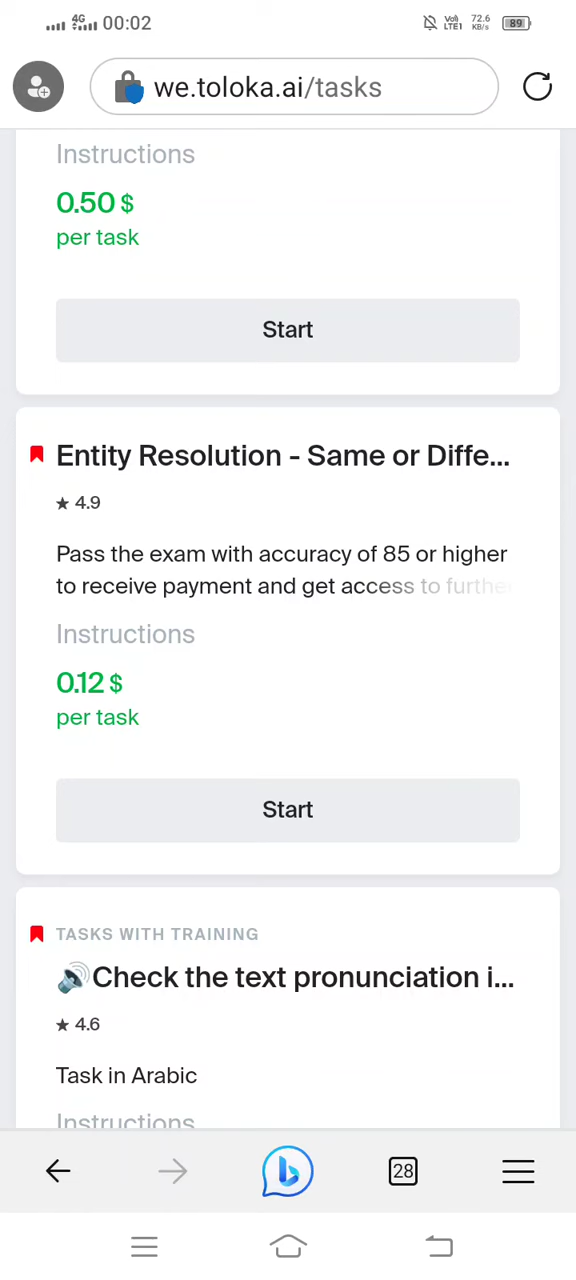 4G 00:02 Vo) LTE1 72.6 KB/s 89
we.toloka.ai/tasks
Instructions
0.50 $
per task
Start
Entity Resolution - Same or Diffe...
★ 4.9
Pass the exam with accuracy of 85 or higher
to receive payment and get access to further
Instructions
0.12 $
per task
Start
TASKS WITH TRAINING
🔊Check the text pronunciation i...
★ 4.6
Task in Arabic
Instructions
28